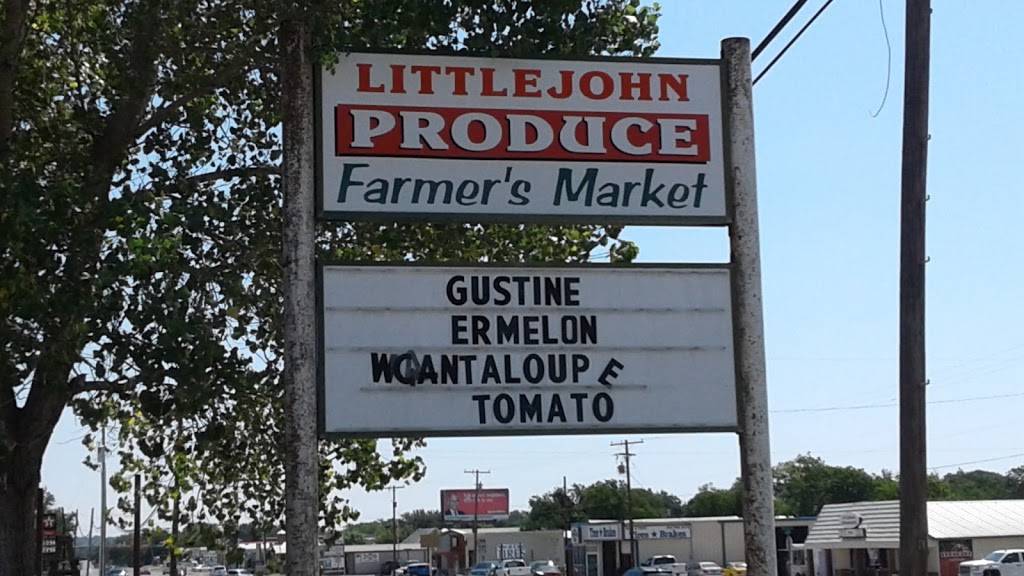 LITTLEJOHN
PRODUCE
Farmer's Market
GUSTINE
ERMELON
WCANTALOUPE
TOMATO